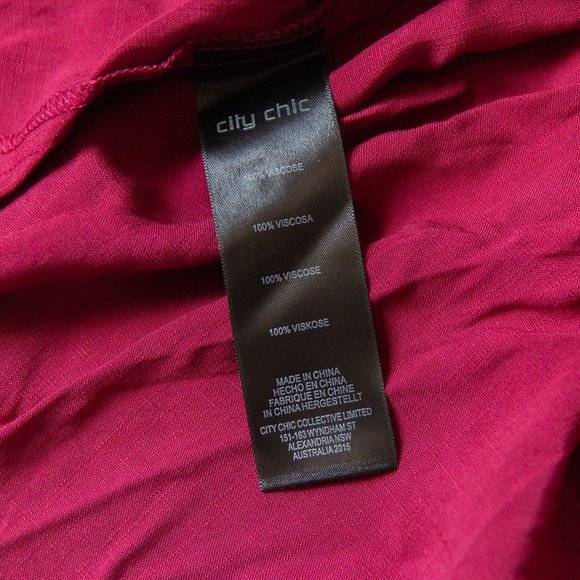 city chic
100% VISCOSE
100% VISCOSA
100% VISCOSE
100% VISKOSE
MADE IN CHINA
HECHO EN CHINA
FABRIQUE EN CHINE
IN CHINA HERGESTELLT
CITY CHIC COLLECTIVE LIMITED
151-163 WYNDHAM ST
ALEXANDRIA NSW
AUSTRALIA 2015